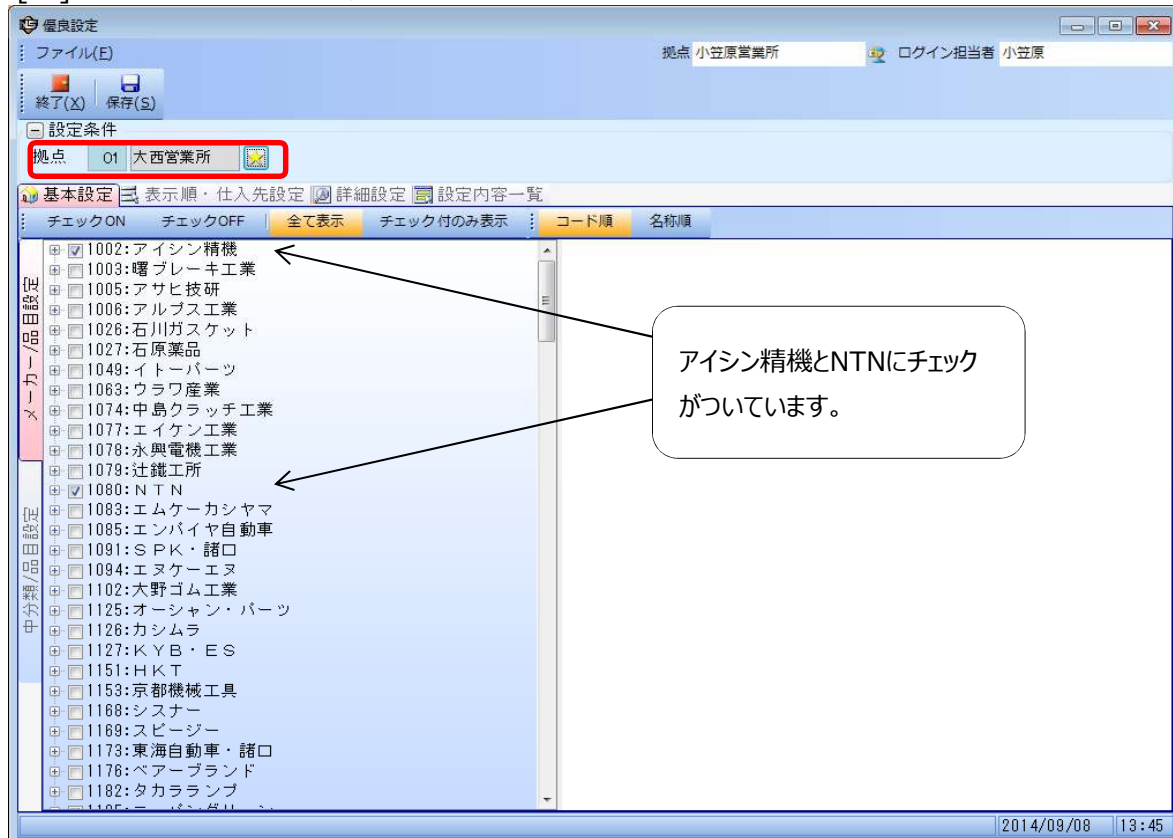 優良設定
ファイル(F) 拠点 小笠原営業所 ログイン担当者 小笠原
終了(X) 保存(S)
設定条件
拠点 01 大西営業所
基本設定 表示順・仕入先設定 詳細設定 設定内容一覧
チェックON チェックOFF 全て表示 チェック付のみ表示 コード順 名称順
メーカー/品目設定
中分類/品目設定
1002:アイシン精機
1003:曙ブレーキ工業
1005:アサヒ技研
1006:アルプス工業
1026:石川ガスケット
1027:石原薬品
1049:イトーパーツ
1063:ウラワ産業
1074:中島クラッチ工業
1077:エイケン工業
1078:永興電機工業
1079:辻鐵工所
1080:NTN
1083:エムケーカシヤマ
1085:エンパイヤ自動車
1091:SPK・諸口
1094:エヌケーエヌ
1102:大野ゴム工業
1125:オーシャン・パーツ
1126:カシムラ
1127:KYB・ES
1151:HKT
1153:京都機械工具
1168:シスナー
1169:スピージー
1173:東海自動車・諸口
1176:ベアーブランド
1182:タカラランプ
アイシン精機とNTNにチェック
がついています。
2014/09/08 13:45